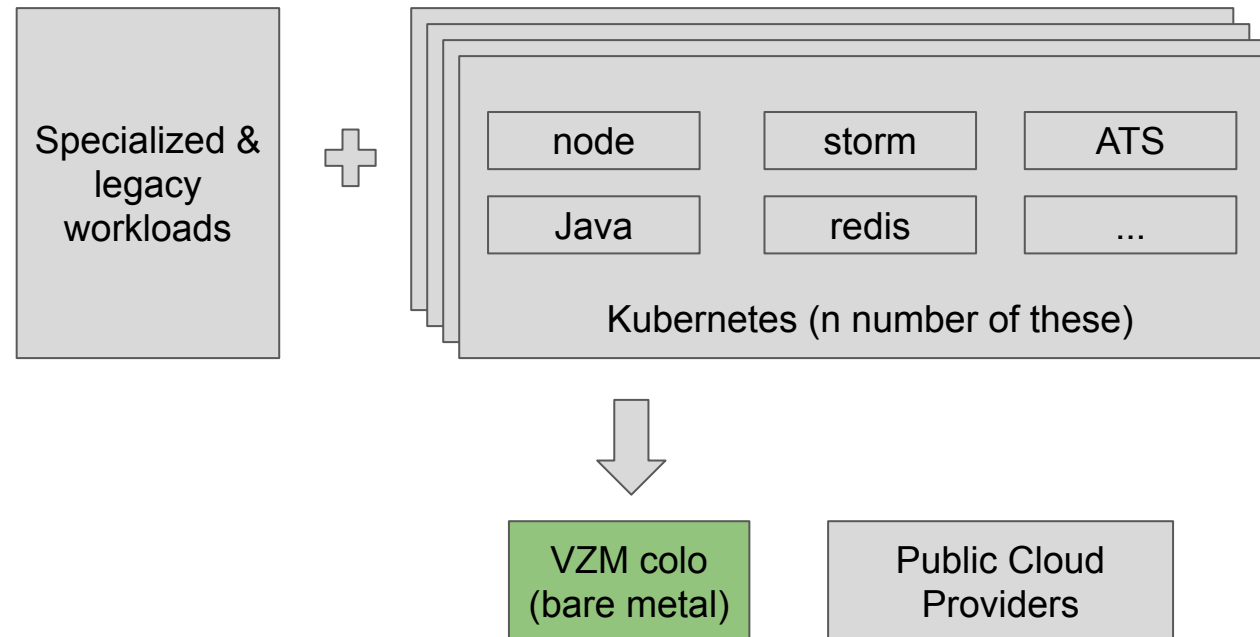 Specialized &
legacy
workloads
node
storm
ATS
Java
redis
...
Kubernetes (n number of these)
VZM colo
(bare metal)
Public Cloud
Providers